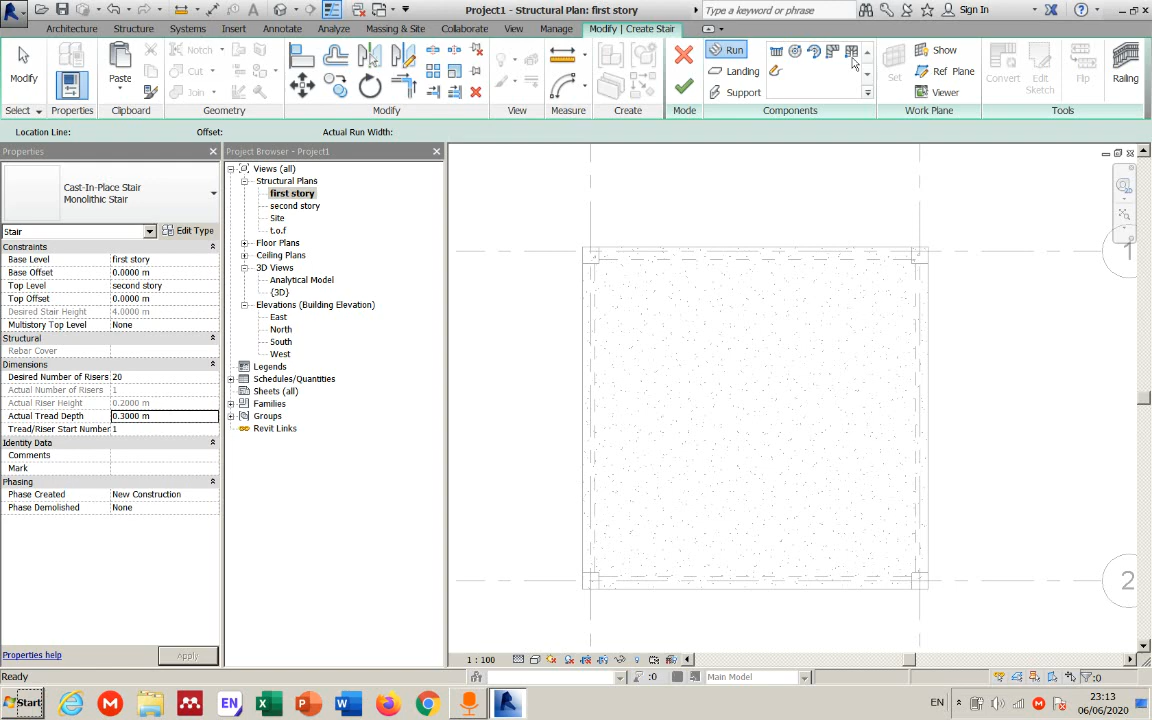 Project1 - Structural Plan: first story
Type a keyword or phrase
Sign In
Architecture
Structure
Systems
Insert
Annotate
Analyze
Massing & Site
Collaborate
View
Manage
Modify | Create Stair
Modify
Paste
Notch
Cut
Join
Run
Landing
Support
Set
Show
Ref Plane
Viewer
Convert
Edit
Sketch
Flip
Railing
Select
Properties
Clipboard
Geometry
Modify
View
Measure
Create
Mode
Components
Work Plane
Tools
Location Line:
Offset:
Actual Run Width:
Properties
Cast-In-Place Stair
Monolithic Stair
Stair
Edit Type
Constraints
Base Level first story
Base Offset 0.0000 m
Top Level second story
Top Offset 0.0000 m
Desired Stair Height 4.0000 m
Multistory Top Level None
Structural
Rebar Cover
Dimensions
Desired Number of Risers 20
Actual Number of Risers 1
Actual Riser Height 0.2000 m
Actual Tread Depth 0.3000 m
Tread/Riser Start Number 1
Identity Data
Comments
Mark
Phasing
Phase Created New Construction
Phase Demolished None
Properties help
Apply
Project Browser - Project1
Views (all)
Structural Plans
first story
second story
Site
t.o.f
Floor Plans
Ceiling Plans
3D Views
Analytical Model
{3D}
Elevations (Building Elevation)
East
North
South
West
Legends
Schedules/Quantities
Sheets (all)
Families
Groups
Revit Links
1
2
2D
1 : 100
Ready
:0
Main Model
:0
Start
EN
EN
23:13
06/06/2020